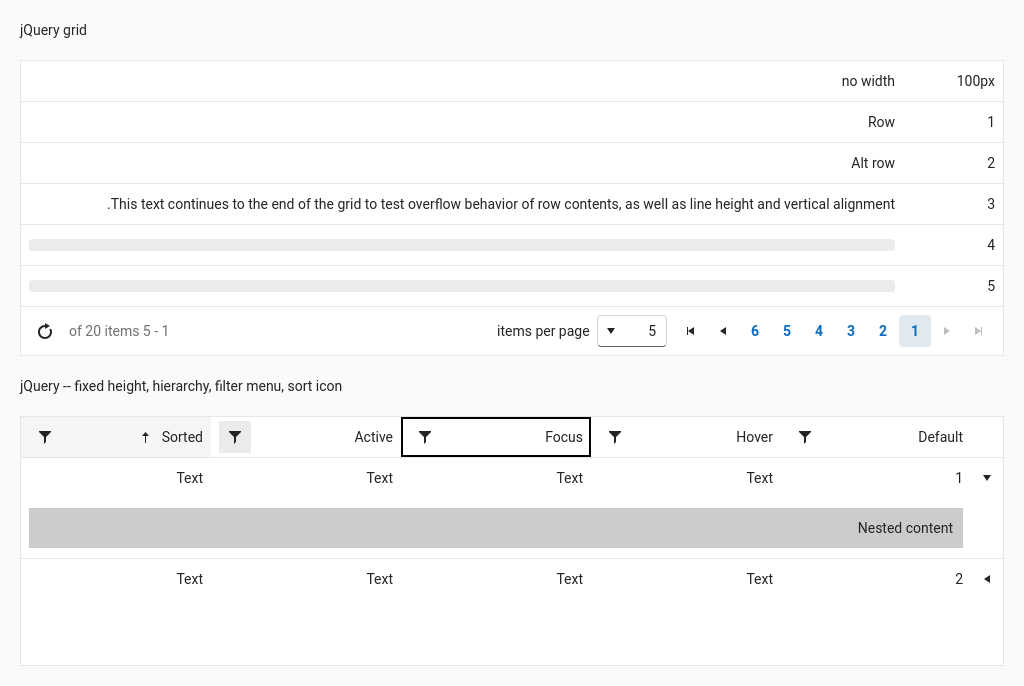 jQuery grid
100px no width
1 Row
2 Alt row
3 .This text continues to the end of the grid to test overflow behavior of row contents, as well as line height and vertical alignment
4
5
1 2 3 4 5 6 5 items per page of 20 items 5 - 1
jQuery -- fixed height, hierarchy, filter menu, sort icon
Default Hover Focus Active Sorted
1 Text Text Text Text
Nested content
2 Text Text Text Text